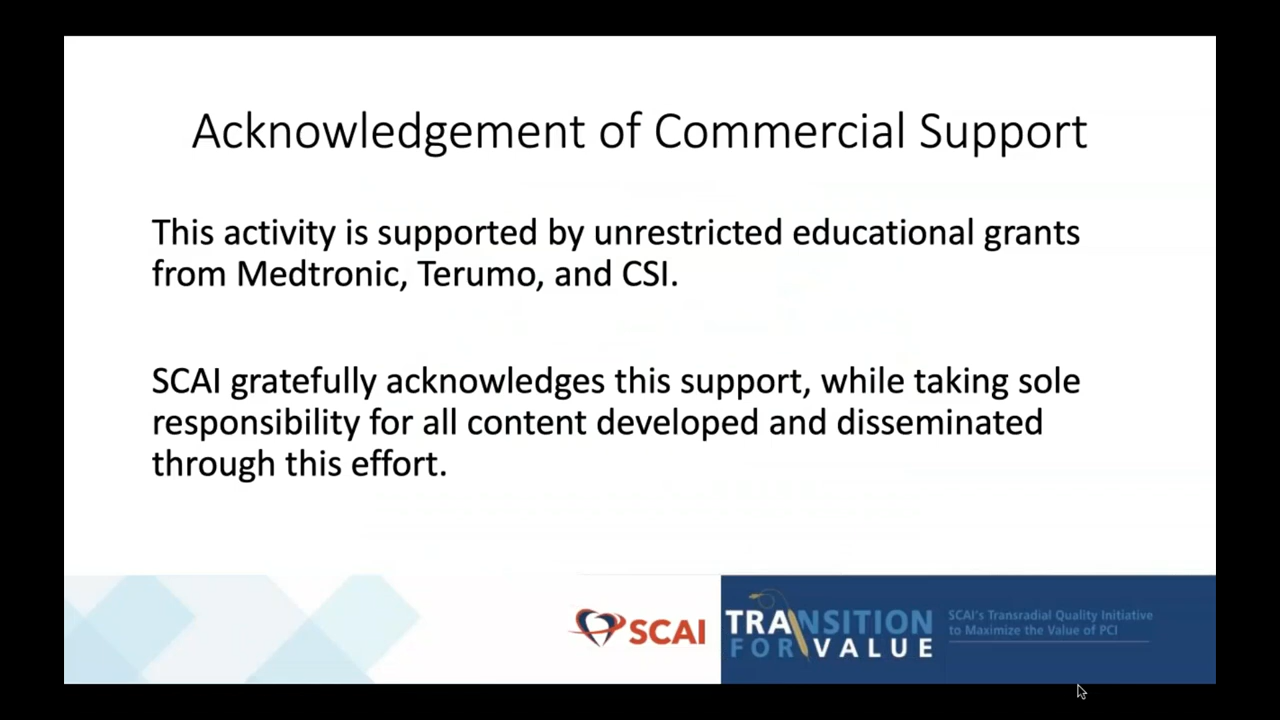 Acknowledgement of Commercial Support
This activity is supported by unrestricted educational grants
from Medtronic, Terumo, and CSI.
SCAI gratefully acknowledges this support, while taking sole
responsibility for all content developed and disseminated
through this effort.
SCAI
TRANSITION
FOR VALUE
SCAI's Transradial Quality Initiative
to Maximize the Value of PCI